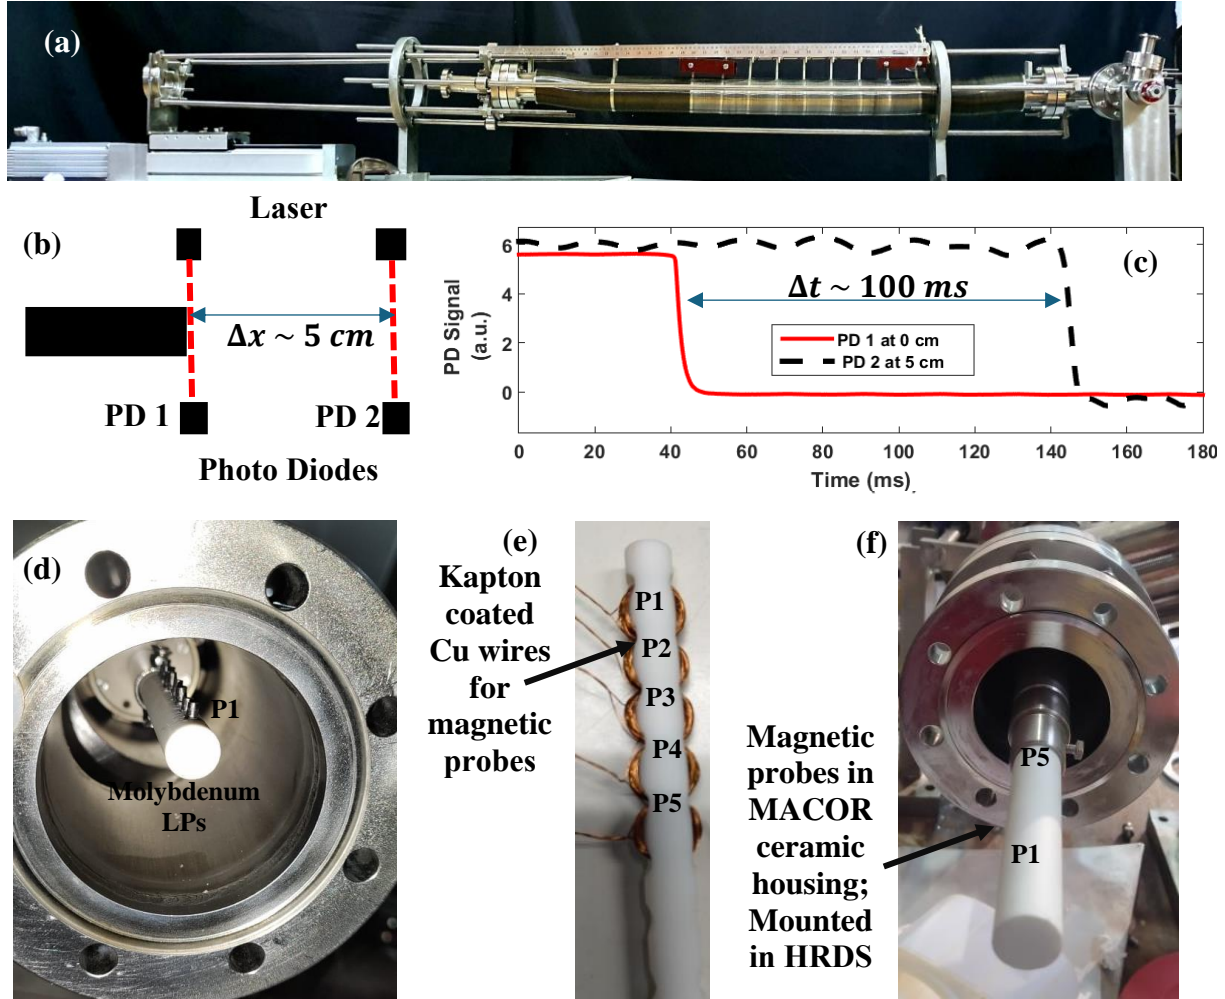 (a)
Laser
(b)
Δx ~ 5 cm
PD 1
PD 2
Photo Diodes
(c)
PD Signal
(a.u.)
6
4
2
0
Δt ~ 100 ms
PD 1 at 0 cm
PD 2 at 5 cm
0
20
40
60
80
100
120
140
160
180
Time (ms)
(d)
P1
Molybdenum
LPs
(e)
Kapton
coated
Cu wires
for
magnetic
probes
P1
P2
P3
P4
P5
(f)
Magnetic
probes in
MACOR
ceramic
housing;
Mounted
in HRDS
P5
P1